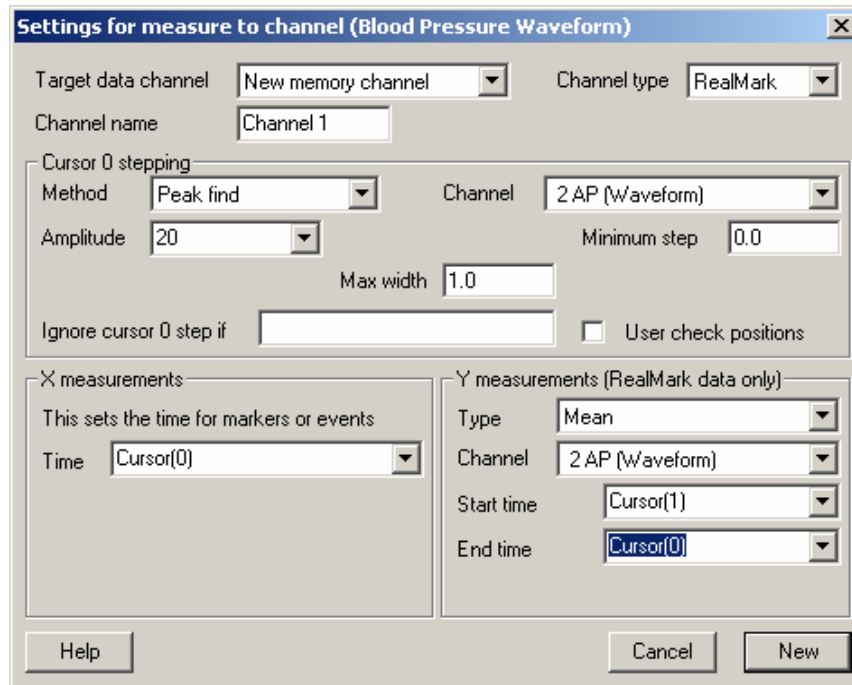 Settings for measure to channel (Blood Pressure Waveform)
Target data channel New memory channel Channel type RealMark
Channel name Channel 1
Cursor 0 stepping
Method Peak find Channel 2 AP (Waveform)
Amplitude 20 Minimum step 0.0
Max width 1.0
Ignore cursor 0 step if User check positions
X measurements
This sets the time for markers or events
Time Cursor(0)
Y measurements (RealMark data only)
Type Mean
Channel 2 AP (Waveform)
Start time Cursor(1)
End time Cursor(0)
Help Cancel New